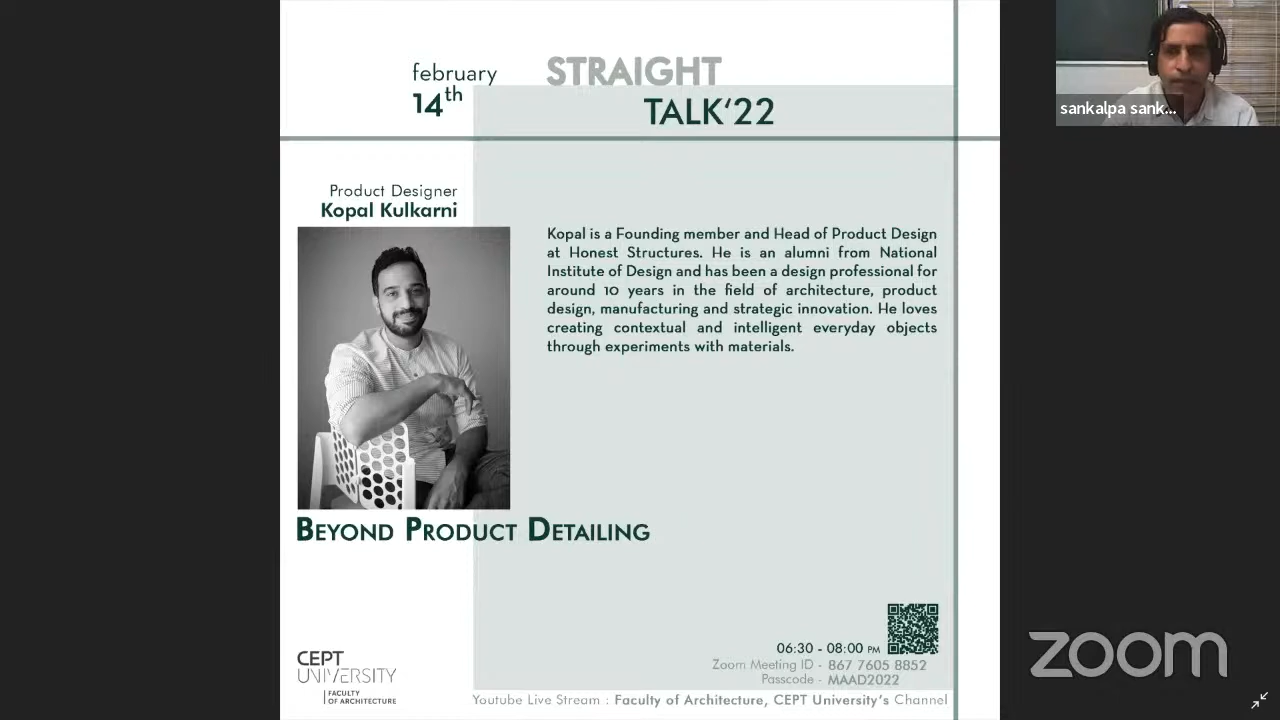 february
14th
STRAIGHT
TALK‘22
sankalpa sank...
Product Designer
Kopal Kulkarni
Kopal is a Founding member and Head of Product Design
at Honest Structures. He is an alumni from National
Institute of Design and has been a design professional for
around 10 years in the field of architecture, product
design, manufacturing and strategic innovation. He loves
creating contextual and intelligent everyday objects
through experiments with materials.
BEYOND PRODUCT DETAILING
06:30 - 08:00 PM
Zoom Meeting ID - 867 7605 8852
Passcode - MAAD2022
CEPT
UNIVERSITY
FACULTY
OF ARCHITECTURE
Youtube Live Stream : Faculty of Architecture, CEPT University's Channel
zoom